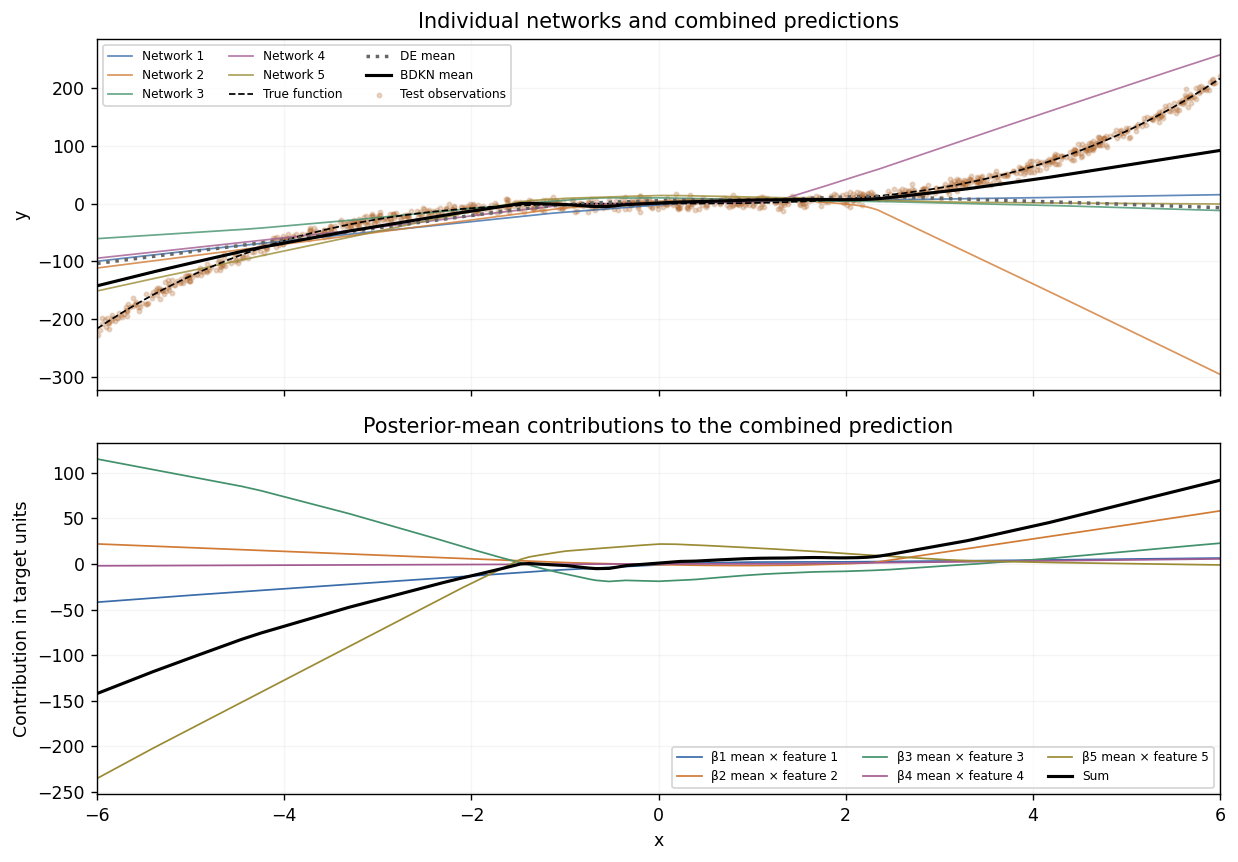 Individual networks and combined predictions
Network 1
Network 2
Network 3
Network 4
Network 5
True function
DE mean
BDKN mean
Test observations
200
100
0
−100
−200
−300
y
Posterior-mean contributions to the combined prediction
100
50
0
−50
−100
−150
−200
−250
Contribution in target units
β1 mean × feature 1
β2 mean × feature 2
β3 mean × feature 3
β4 mean × feature 4
β5 mean × feature 5
Sum
−6
−4
−2
0
2
4
6
x